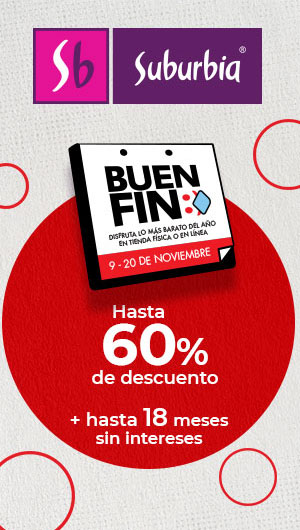 Sb Suburbia®
BUEN
FIN
DISFRUTA LO MÁS BARATO DEL AÑO
EN TIENDA FÍSICA O EN LÍNEA
9 - 20 DE NOVIEMBRE
Hasta
60%
de descuento
+ hasta 18 meses
sin intereses